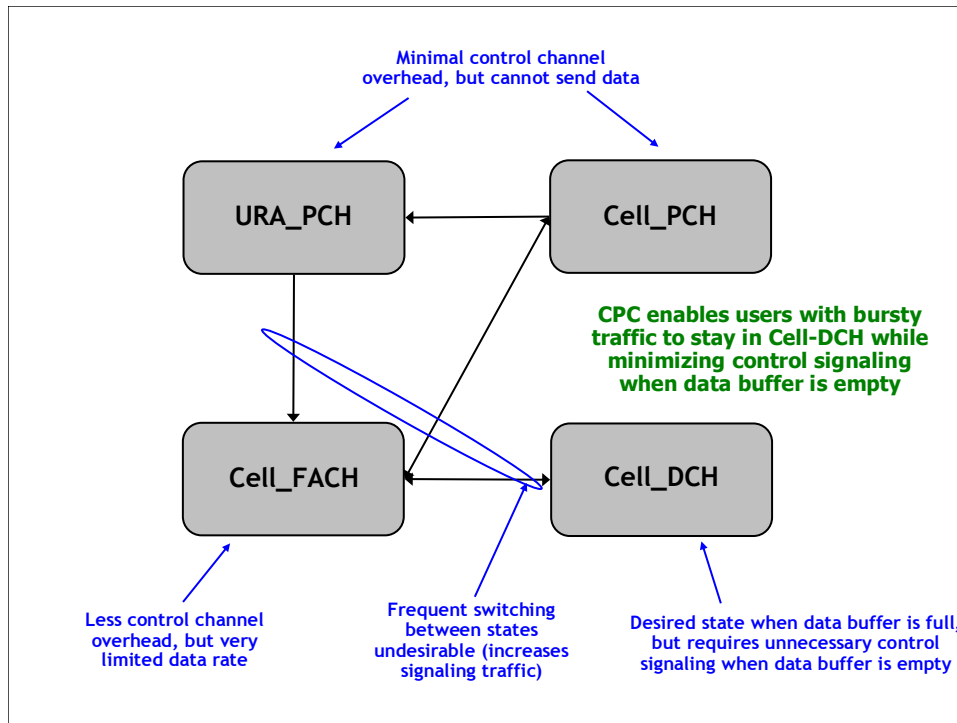 Minimal control channel
overhead, but cannot send data
URA_PCH
Cell_PCH
CPC enables users with bursty
traffic to stay in Cell-DCH while
minimizing control signaling
when data buffer is empty
Cell_FACH
Cell_DCH
Less control channel
overhead, but very
limited data rate
Frequent switching
between states
undesirable (increases
signaling traffic)
Desired state when data buffer is full,
but requires unnecessary control
signaling when data buffer is empty